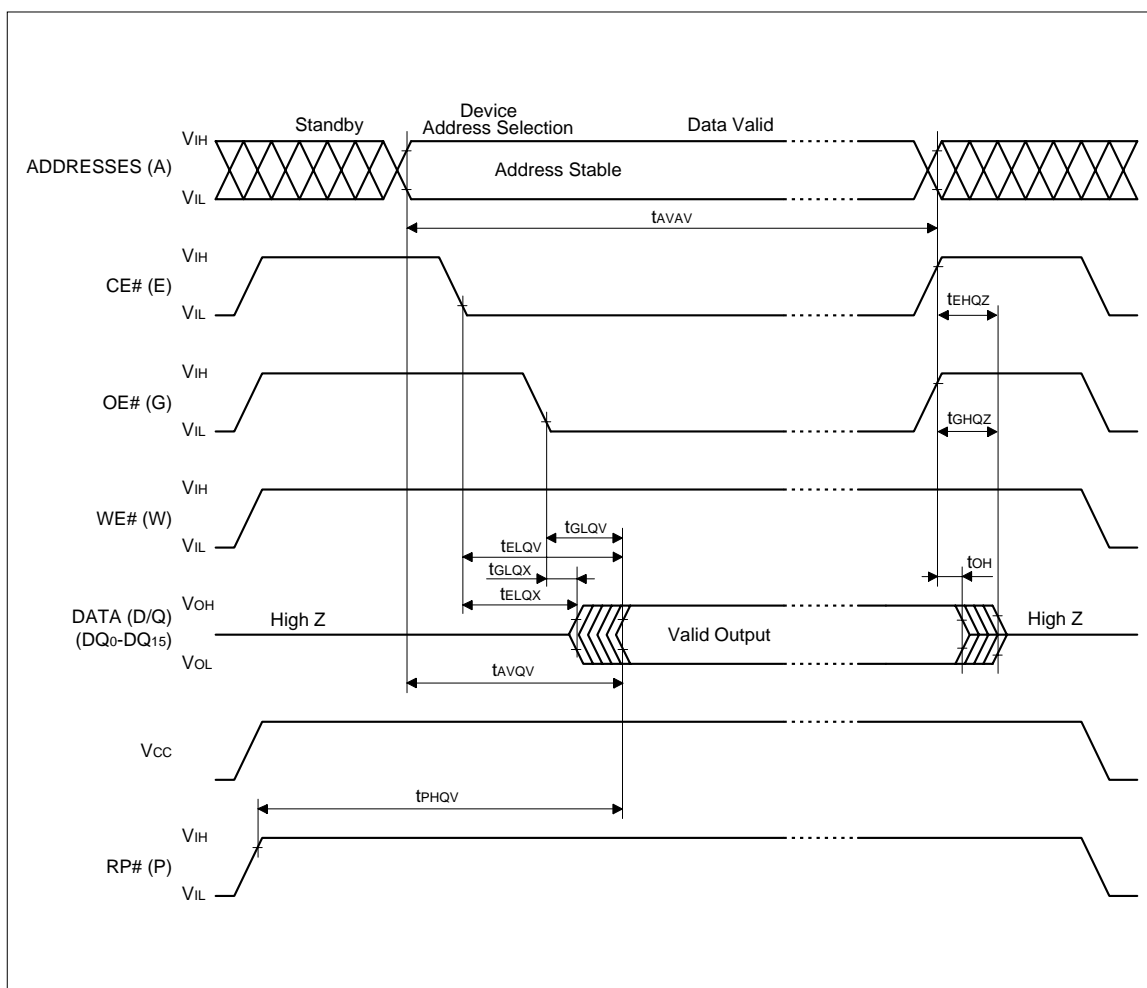 Device
Standby Address Selection Data Valid
VIH
ADDRESSES (A) Address Stable
VIL
tAVAV
VIH
CE# (E)
VIL
tEHQZ
VIH
OE# (G)
VIL
tGHQZ
VIH
WE# (W)
VIL
tGLQV
tELQV
tGLQX
tOH
tELQX
VOH
DATA (D/Q) High Z Valid Output High Z
(DQ0-DQ15)
VOL
tAVQV
VCC
tPHQV
VIH
RP# (P)
VIL